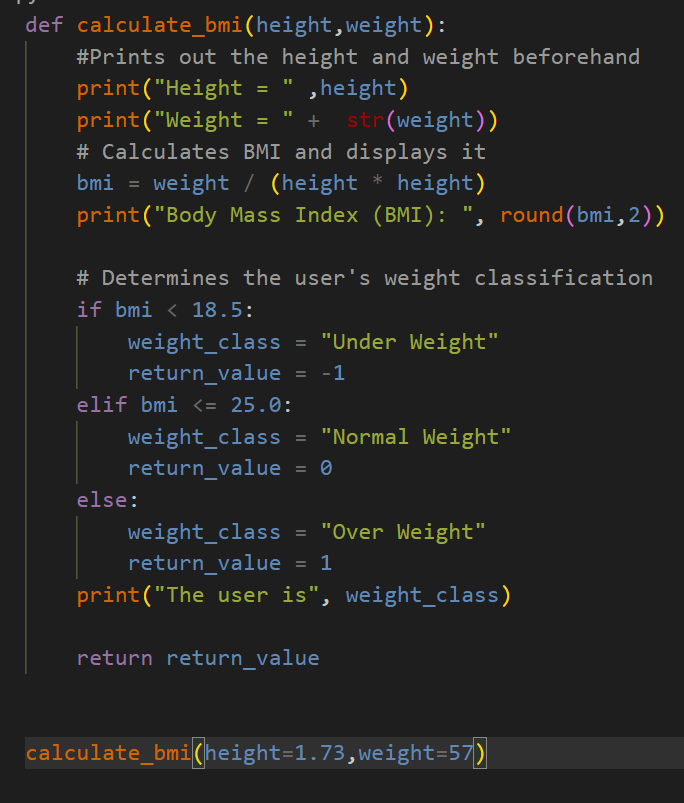 def calculate_bmi(height,weight):
    #Prints out the height and weight beforehand
    print("Height = " ,height)
    print("Weight = " +  str(weight))
    # Calculates BMI and displays it
    bmi = weight / (height * height)
    print("Body Mass Index (BMI): ", round(bmi,2))

    # Determines the user's weight classification
    if bmi < 18.5:
        weight_class = "Under Weight"
        return_value = -1
    elif bmi <= 25.0:
        weight_class = "Normal Weight"
        return_value = 0
    else:
        weight_class = "Over Weight"
        return_value = 1
    print("The user is", weight_class)

    return return_value


calculate_bmi(height=1.73,weight=57)